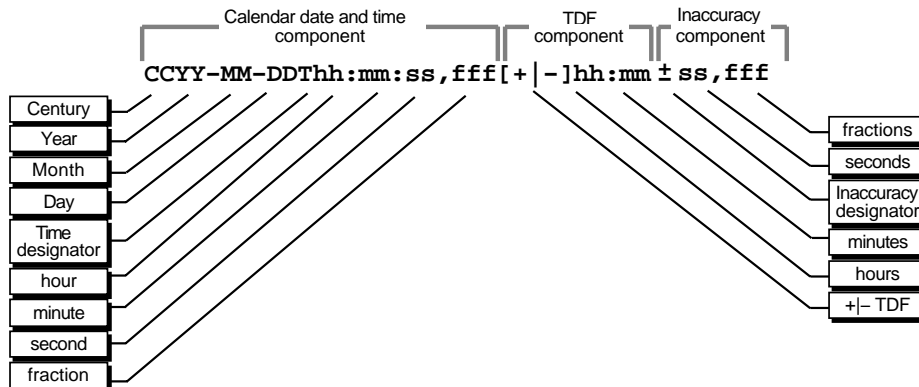 Calendar date and time
component
TDF
component
Inaccuracy
component
CCYY-MM-DDThh:mm:ss,fff[+|-]hh:mm±ss,fff
Century
Year
Month
Day
Time
designator
hour
minute
second
fraction
fractions
seconds
Inaccuracy
designator
minutes
hours
+|– TDF